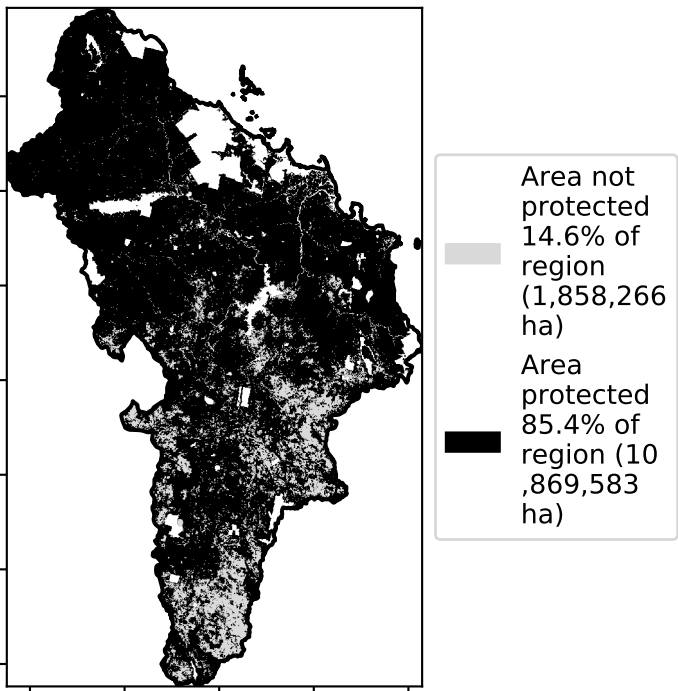 Area not
protected
14.6% of
region
(1,858,266
ha)
Area
protected
85.4% of
region (10
,869,583
ha)